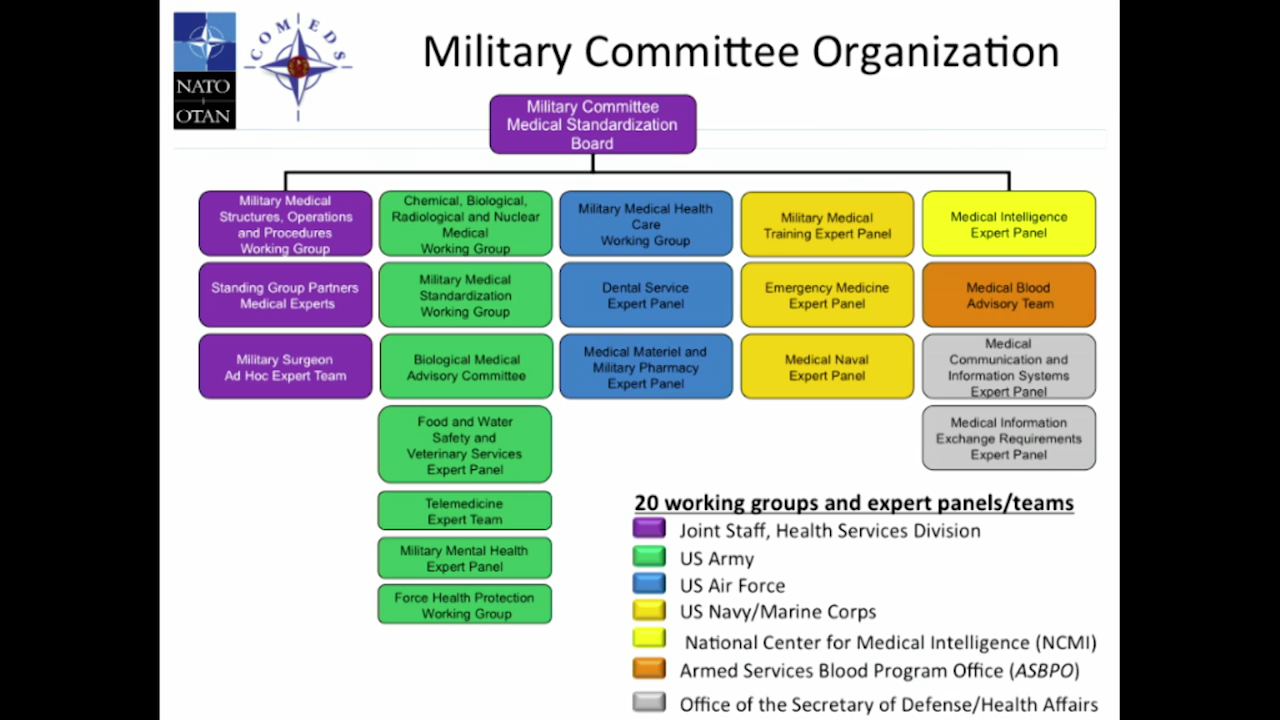 NATO
OTAN
COMEDS
Military Committee Organization
Military Committee
Medical Standardization
Board
Military Medical
Structures, Operations
and Procedures
Working Group
Chemical, Biological,
Radiological and Nuclear
Medical
Working Group
Military Medical Health
Care
Working Group
Military Medical
Training Expert Panel
Medical Intelligence
Expert Panel
Standing Group Partners
Medical Experts
Military Medical
Standardization
Working Group
Dental Service
Expert Panel
Emergency Medicine
Expert Panel
Medical Blood
Advisory Team
Military Surgeon
Ad Hoc Expert Team
Biological Medical
Advisory Committee
Medical Materiel and
Military Pharmacy
Expert Panel
Medical Naval
Expert Panel
Medical
Communication and
Information Systems
Expert Panel
Food and Water
Safety and
Veterinary Services
Expert Panel
Medical Information
Exchange Requirements
Expert Panel
Telemedicine
Expert Team
Military Mental Health
Expert Panel
Force Health Protection
Working Group
20 working groups and expert panels/teams
Joint Staff, Health Services Division
US Army
US Air Force
US Navy/Marine Corps
National Center for Medical Intelligence (NCMI)
Armed Services Blood Program Office (ASBPO)
Office of the Secretary of Defense/Health Affairs